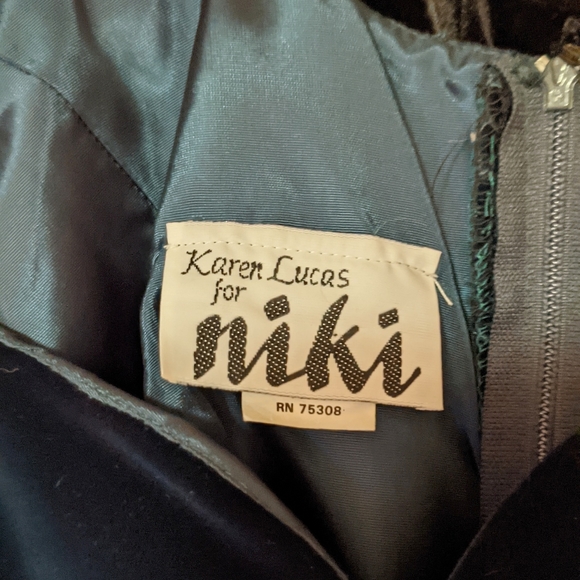 Karen Lucas
for
niki
RN 75308